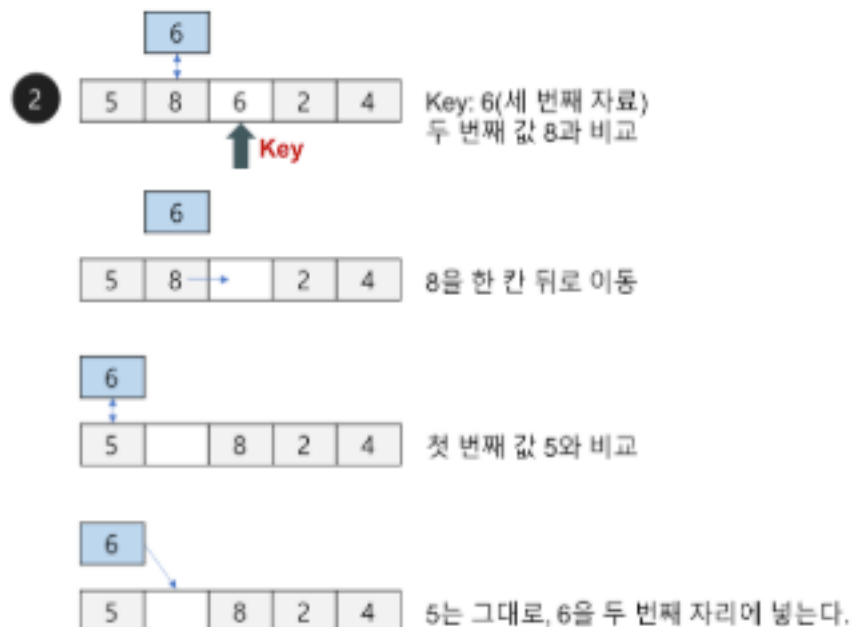 6
2
5 8 6 2 4
Key: 6(세 번째 자료)
두 번째 값 8과 비교
Key
6
5 8 2 4
8을 한 칸 뒤로 이동
6
5 8 2 4
첫 번째 값 5와 비교
6
5 8 2 4
5는 그대로, 6을 두 번째 자리에 넣는다.